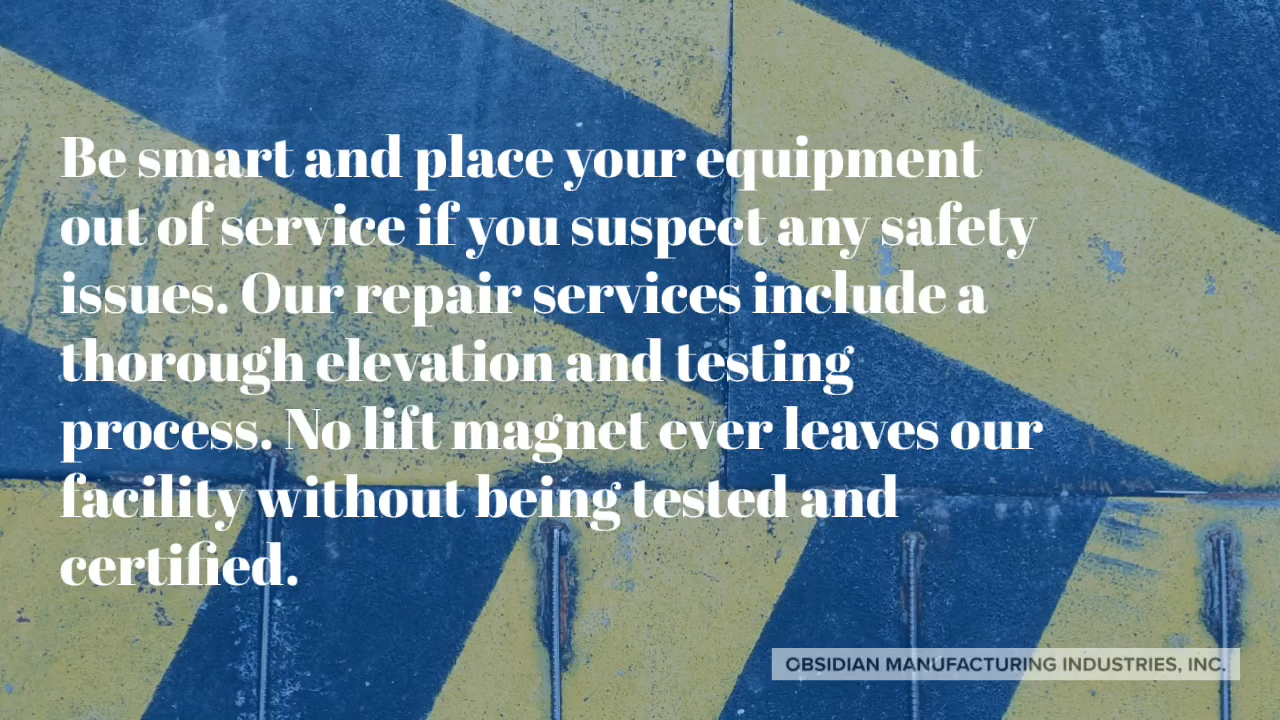 Be smart and place your equipment
out of service if you suspect any safety
issues. Our repair services include a
thorough elevation and testing
process. No lift magnet ever leaves our
facility without being tested and
certified.
OBSIDIAN MANUFACTURING INDUSTRIES, INC.